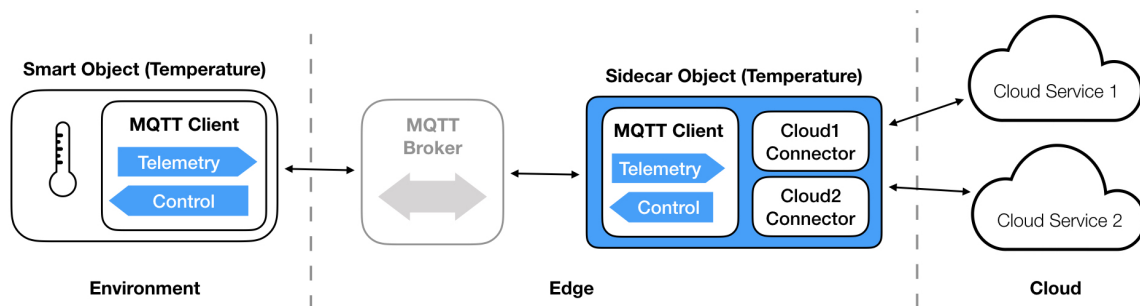 Smart Object (Temperature)
MQTT Client
Telemetry
Control
MQTT
Broker
Sidecar Object (Temperature)
MQTT Client
Telemetry
Control
Cloud1
Connector
Cloud2
Connector
Cloud Service 1
Cloud Service 2
Environment
Edge
Cloud